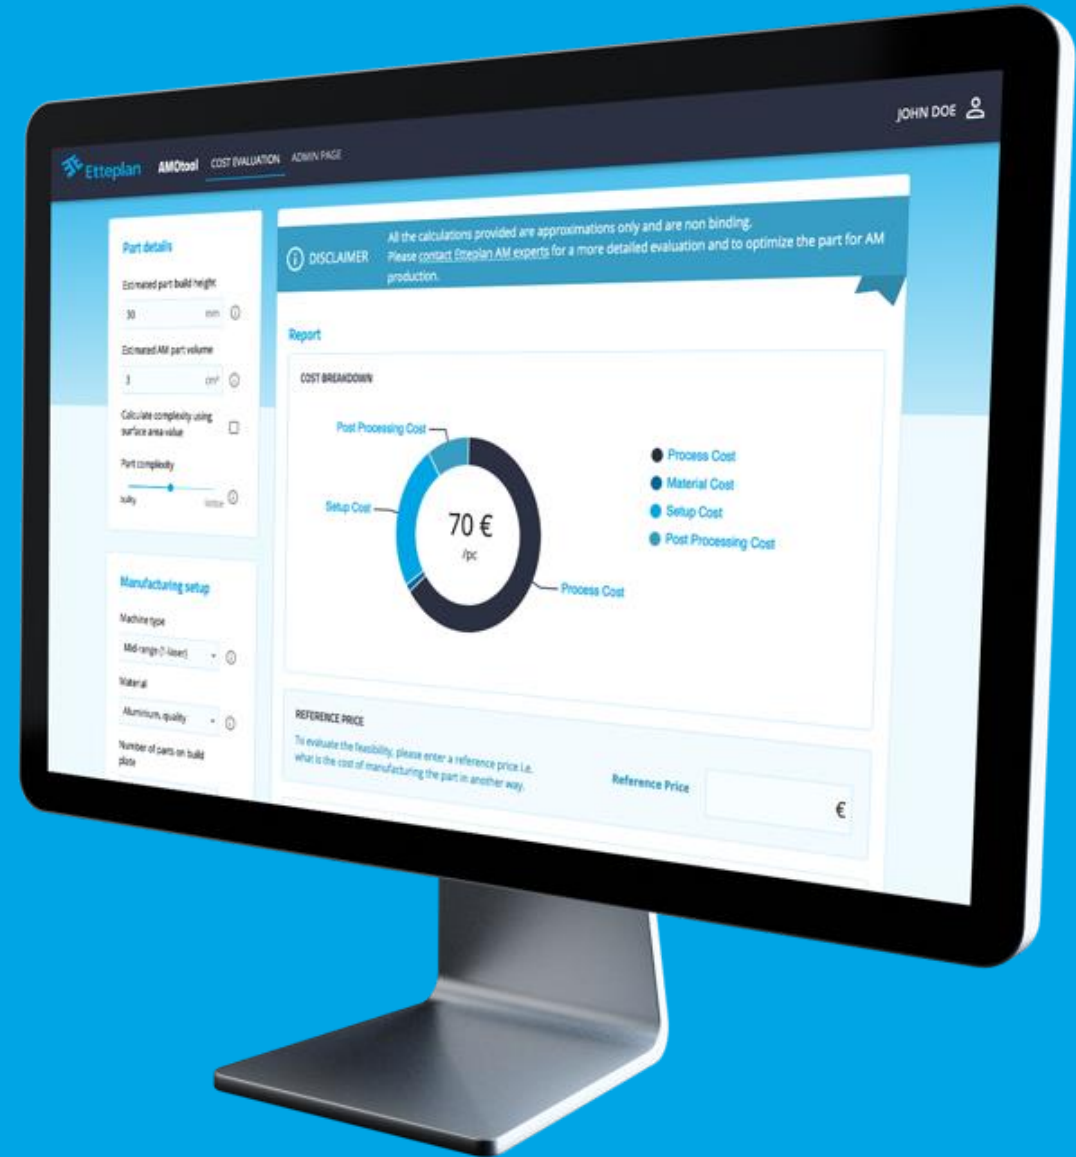 Etteplan AMOtool COST EVALUATION ADMIN PAGE
JOHN DOE
Part details
Estimated part build height
30 mm
Estimated AM part volume
3 cm³
Calculate complexity using
surface area value
Part complexity
bulky lattice
Manufacturing setup
Machine type
Mid-range (1-laser)
Material
Aluminium, quality
Number of parts on build
plate
DISCLAIMER
All the calculations provided are approximations only and are non binding.
Please contact Etteplan AM experts for a more detailed evaluation and to optimize the part for AM
production.
Report
COST BREAKDOWN
Post Processing Cost
Setup Cost
70 €
/pc
Process Cost
Process Cost
Material Cost
Setup Cost
Post Processing Cost
REFERENCE PRICE
To evaluate the feasibility, please enter a reference price i.e.
what is the cost of manufacturing the part in another way.
Reference Price
€